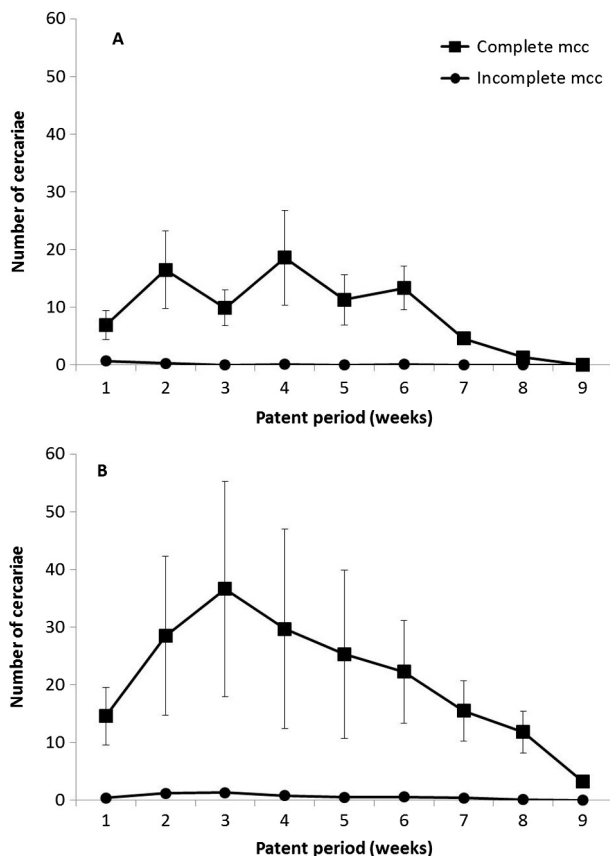 A
Complete mcc
Incomplete mcc
Number of cercariae
60
50
40
30
20
10
0
1 2 3 4 5 6 7 8 9
Patent period (weeks)
B
Number of cercariae
60
50
40
30
20
10
0
1 2 3 4 5 6 7 8 9
Patent period (weeks)